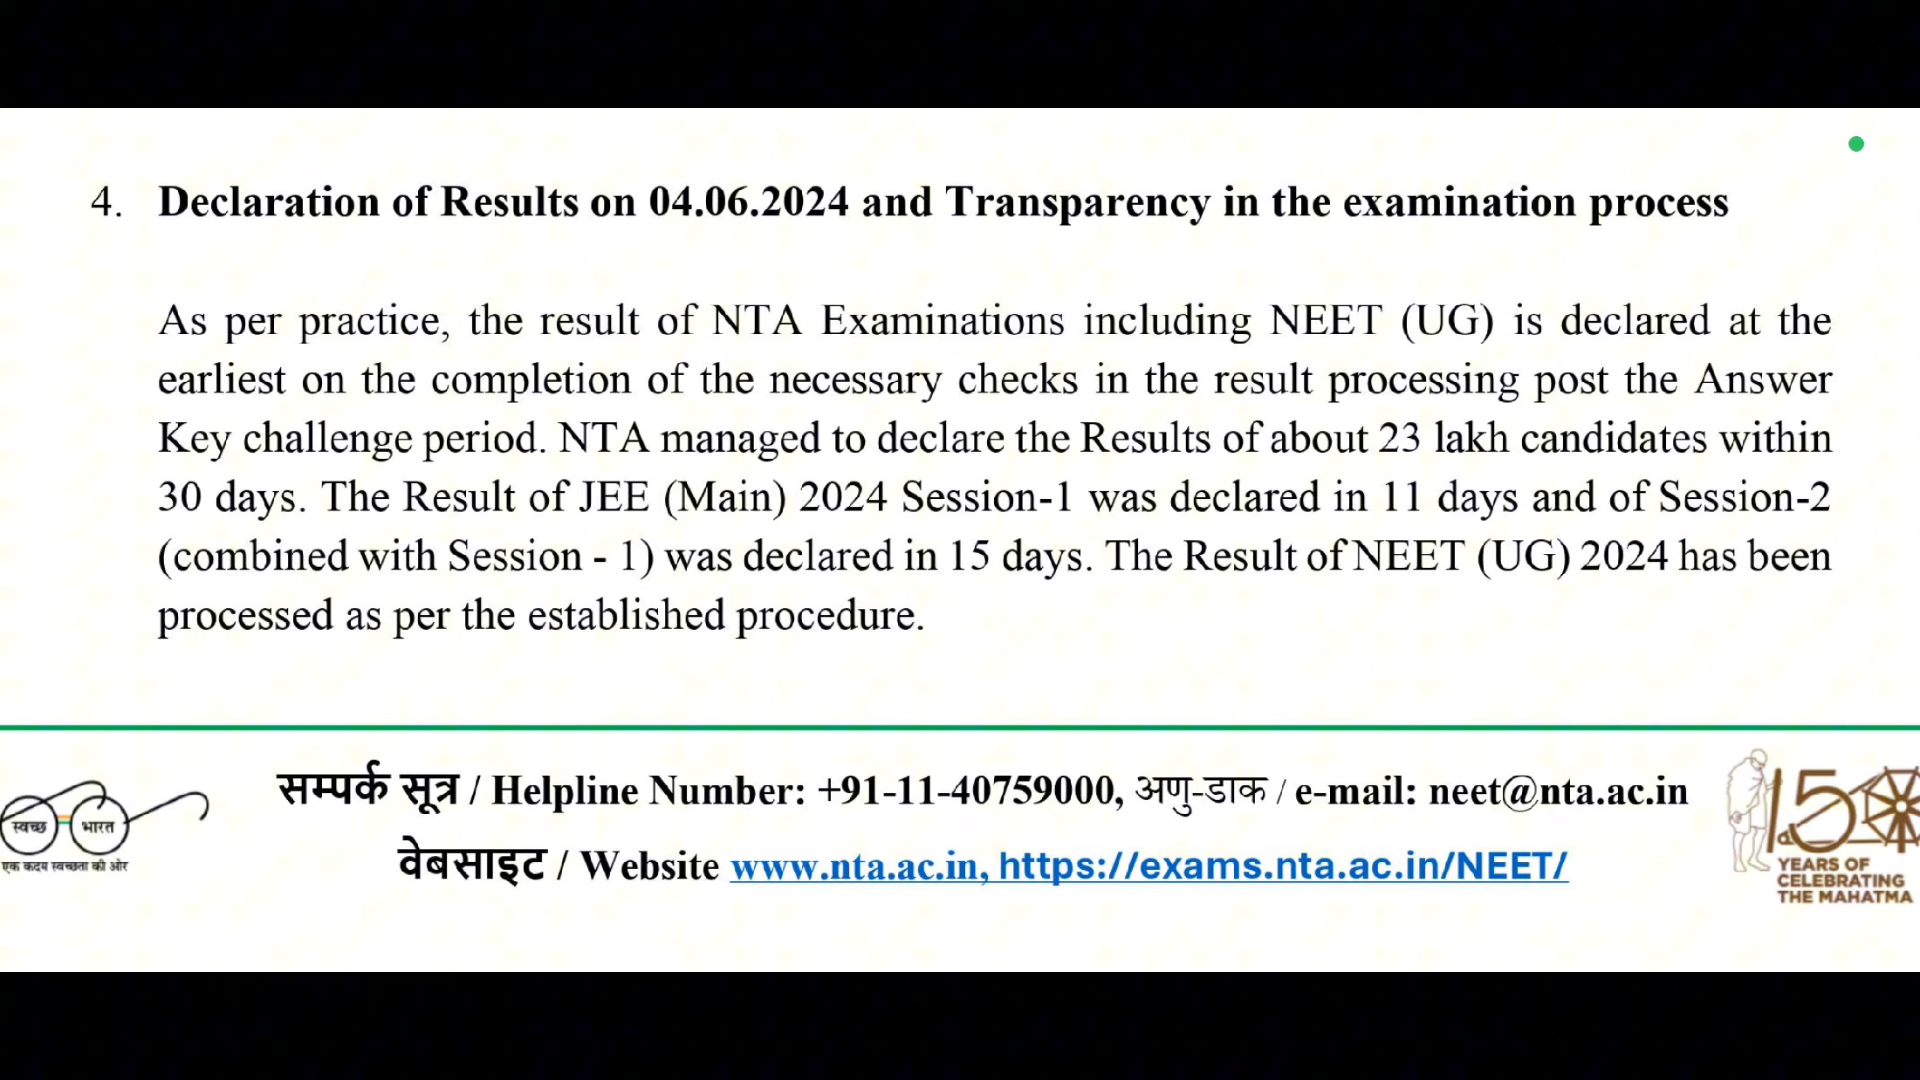 4. Declaration of Results on 04.06.2024 and Transparency in the examination process
As per practice, the result of NTA Examinations including NEET (UG) is declared at the
earliest on the completion of the necessary checks in the result processing post the Answer
Key challenge period. NTA managed to declare the Results of about 23 lakh candidates within
30 days. The Result of JEE (Main) 2024 Session-1 was declared in 11 days and of Session-2
(combined with Session - 1) was declared in 15 days. The Result of NEET (UG) 2024 has been
processed as per the established procedure.
सम्पर्क सूत्र / Helpline Number: +91-11-40759000, अणु-डाक / e-mail: neet@nta.ac.in
वेबसाइट / Website www.nta.ac.in, https://exams.nta.ac.in/NEET/
स्वच्छ भारत
एक कदम स्वच्छता की ओर
150
YEARS OF
CELEBRATING
THE MAHATMA